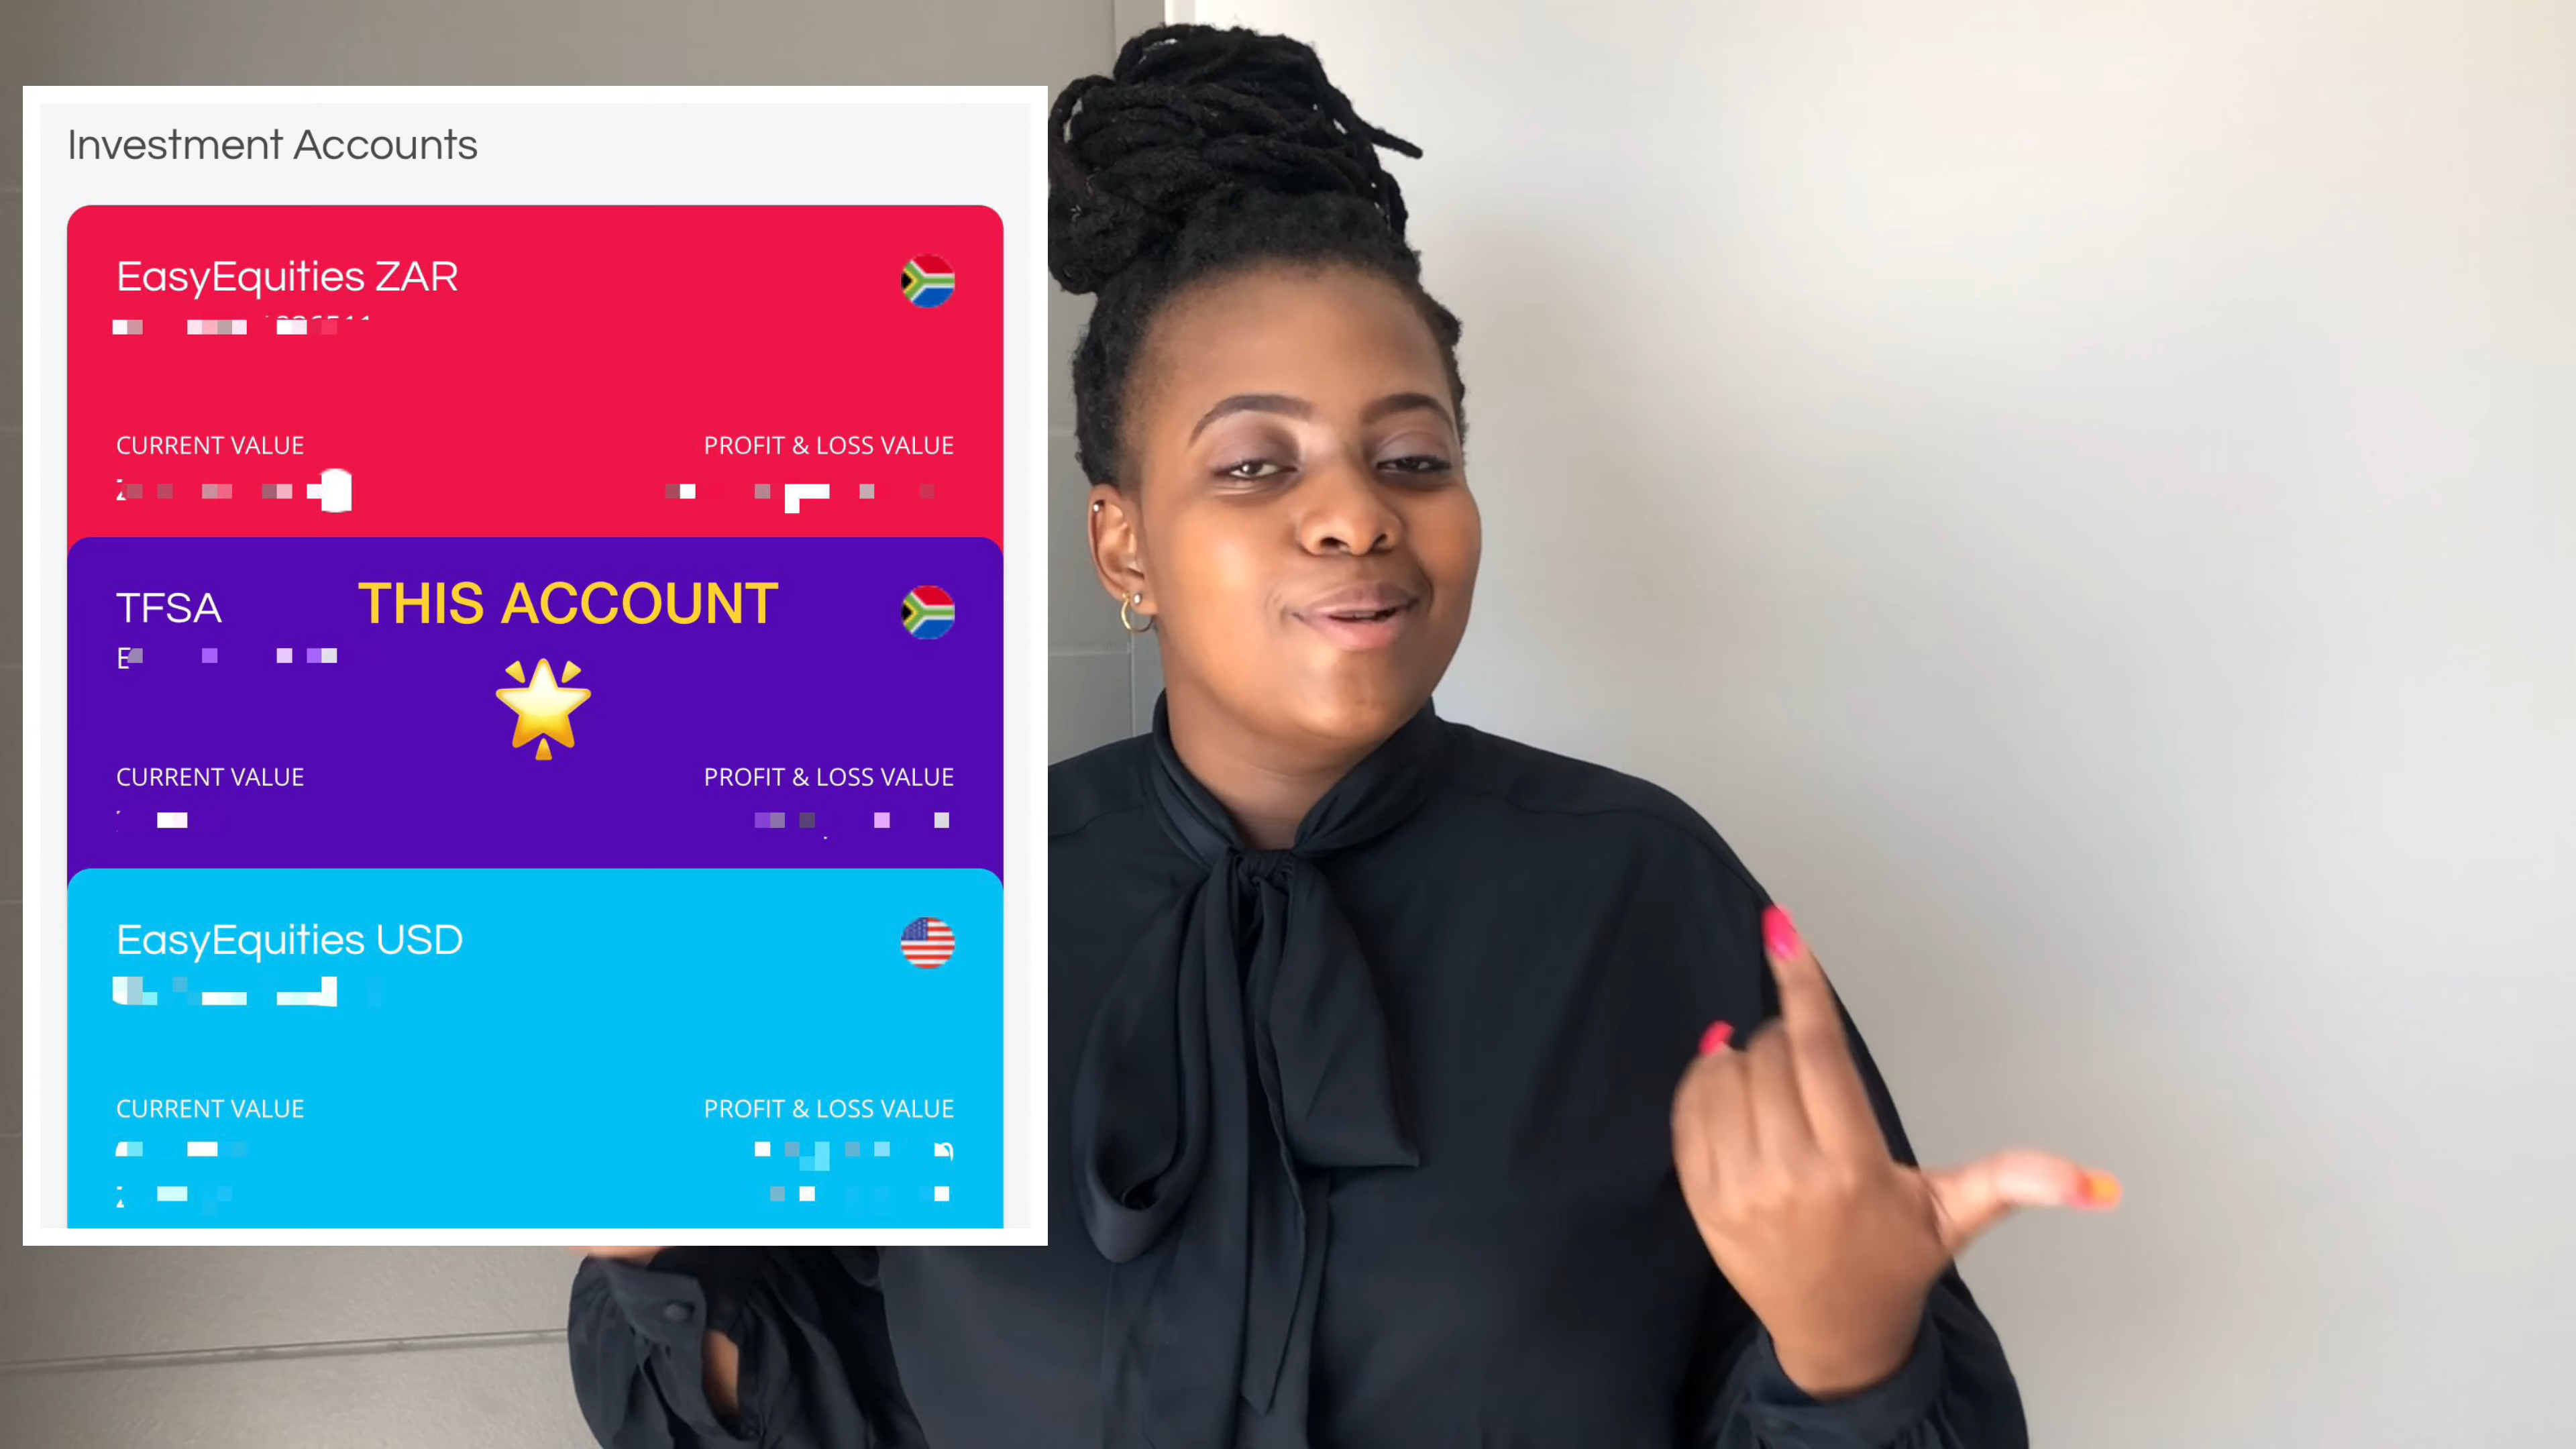 Investment Accounts
EasyEquities ZAR
CURRENT VALUE PROFIT & LOSS VALUE
TFSA THIS ACCOUNT
CURRENT VALUE PROFIT & LOSS VALUE
EasyEquities USD
CURRENT VALUE PROFIT & LOSS VALUE